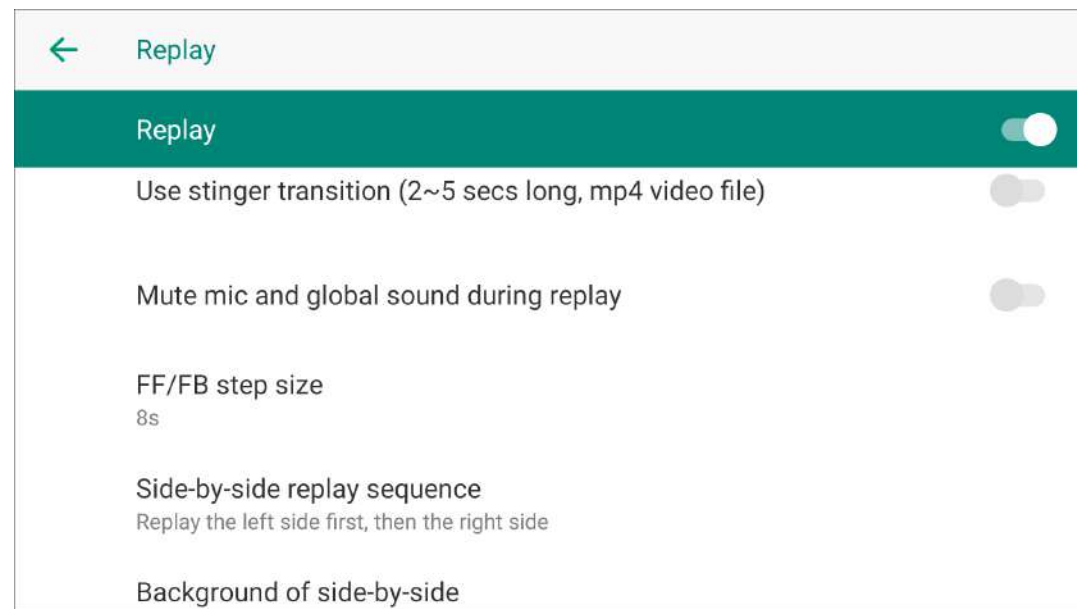 Replay
Replay
Use stinger transition (2~5 secs long, mp4 video file)
Mute mic and global sound during replay
FF/FB step size
8s
Side-by-side replay sequence
Replay the left side first, then the right side
Background of side-by-side